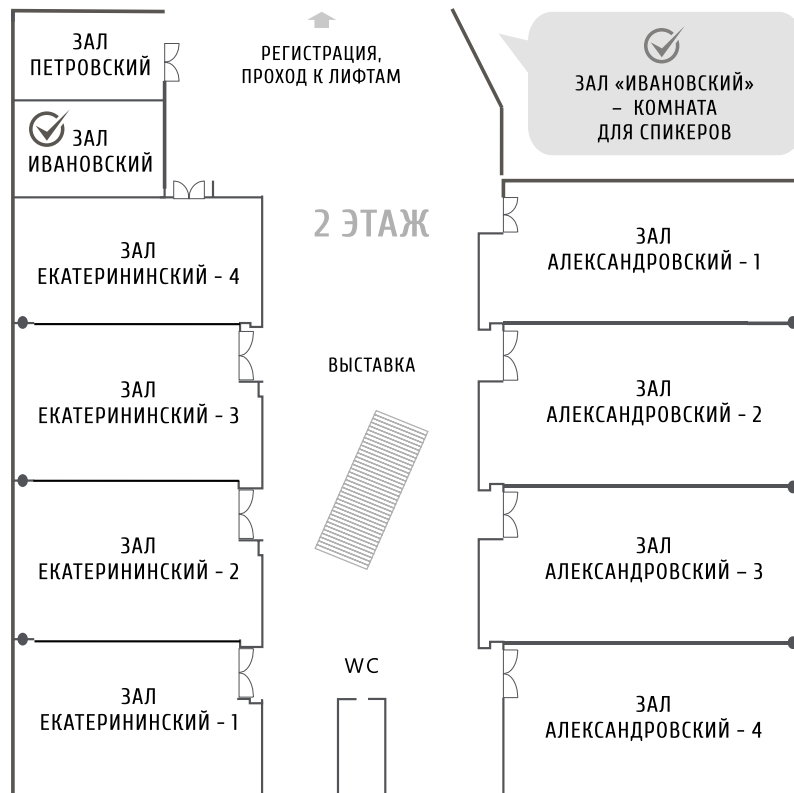 ЗАЛ
ПЕТРОВСКИЙ
РЕГИСТРАЦИЯ,
ПРОХОД К ЛИФТАМ
ЗАЛ «ИВАНОВСКИЙ»
– КОМНАТА
ДЛЯ СПИКЕРОВ
ЗАЛ
ИВАНОВСКИЙ
2 ЭТАЖ
ЗАЛ
ЕКАТЕРИНИНСКИЙ - 4
ЗАЛ
АЛЕКСАНДРОВСКИЙ - 1
ВЫСТАВКА
ЗАЛ
ЕКАТЕРИНИНСКИЙ - 3
ЗАЛ
АЛЕКСАНДРОВСКИЙ - 2
ЗАЛ
ЕКАТЕРИНИНСКИЙ - 2
ЗАЛ
АЛЕКСАНДРОВСКИЙ – 3
WC
ЗАЛ
ЕКАТЕРИНИНСКИЙ - 1
ЗАЛ
АЛЕКСАНДРОВСКИЙ - 4